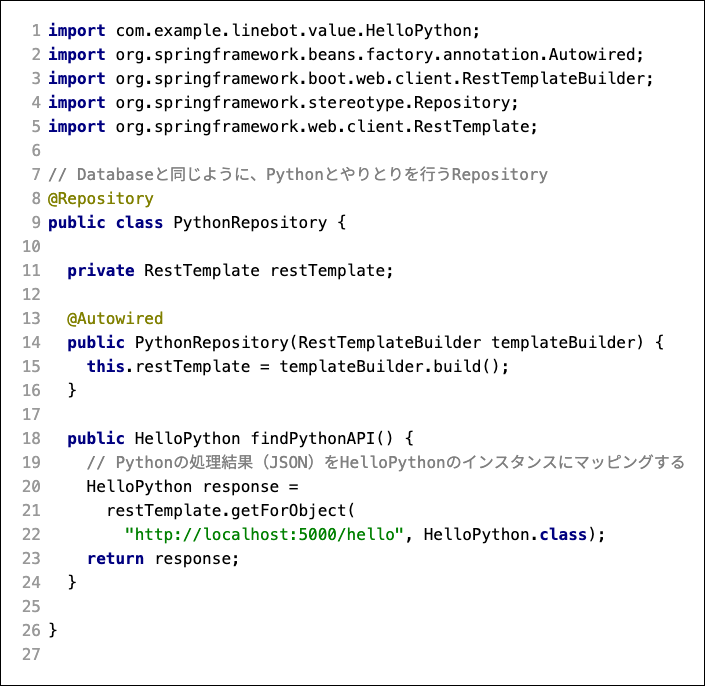 1 import com.example.linebot.value.HelloPython;
2 import org.springframework.beans.factory.annotation.Autowired;
3 import org.springframework.boot.web.client.RestTemplateBuilder;
4 import org.springframework.stereotype.Repository;
5 import org.springframework.web.client.RestTemplate;
6
7 // Databaseと同じように、Pythonとやりとりを行うRepository
8 @Repository
9 public class PythonRepository {
10
11   private RestTemplate restTemplate;
12
13   @Autowired
14   public PythonRepository(RestTemplateBuilder templateBuilder) {
15     this.restTemplate = templateBuilder.build();
16   }
17
18   public HelloPython findPythonAPI() {
19     // Pythonの処理結果（JSON）をHelloPythonのインスタンスにマッピングする
20     HelloPython response =
21       restTemplate.getForObject(
22         "http://localhost:5000/hello", HelloPython.class);
23     return response;
24   }
25
26 }
27